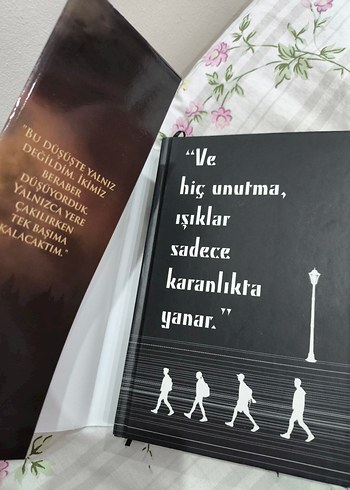 "BU DÜŞÜŞTE YALNIZ
DEĞİLDİM. İKİMİZ
BERABER
DÜŞÜYORDUK.
YALNIZCA YERE
ÇAKILIRKEN
TEK BAŞIMA
KALACAKTIM."
"Ve
hiç unutma,
ışıklar
sadece
karanlıkta
yanar."